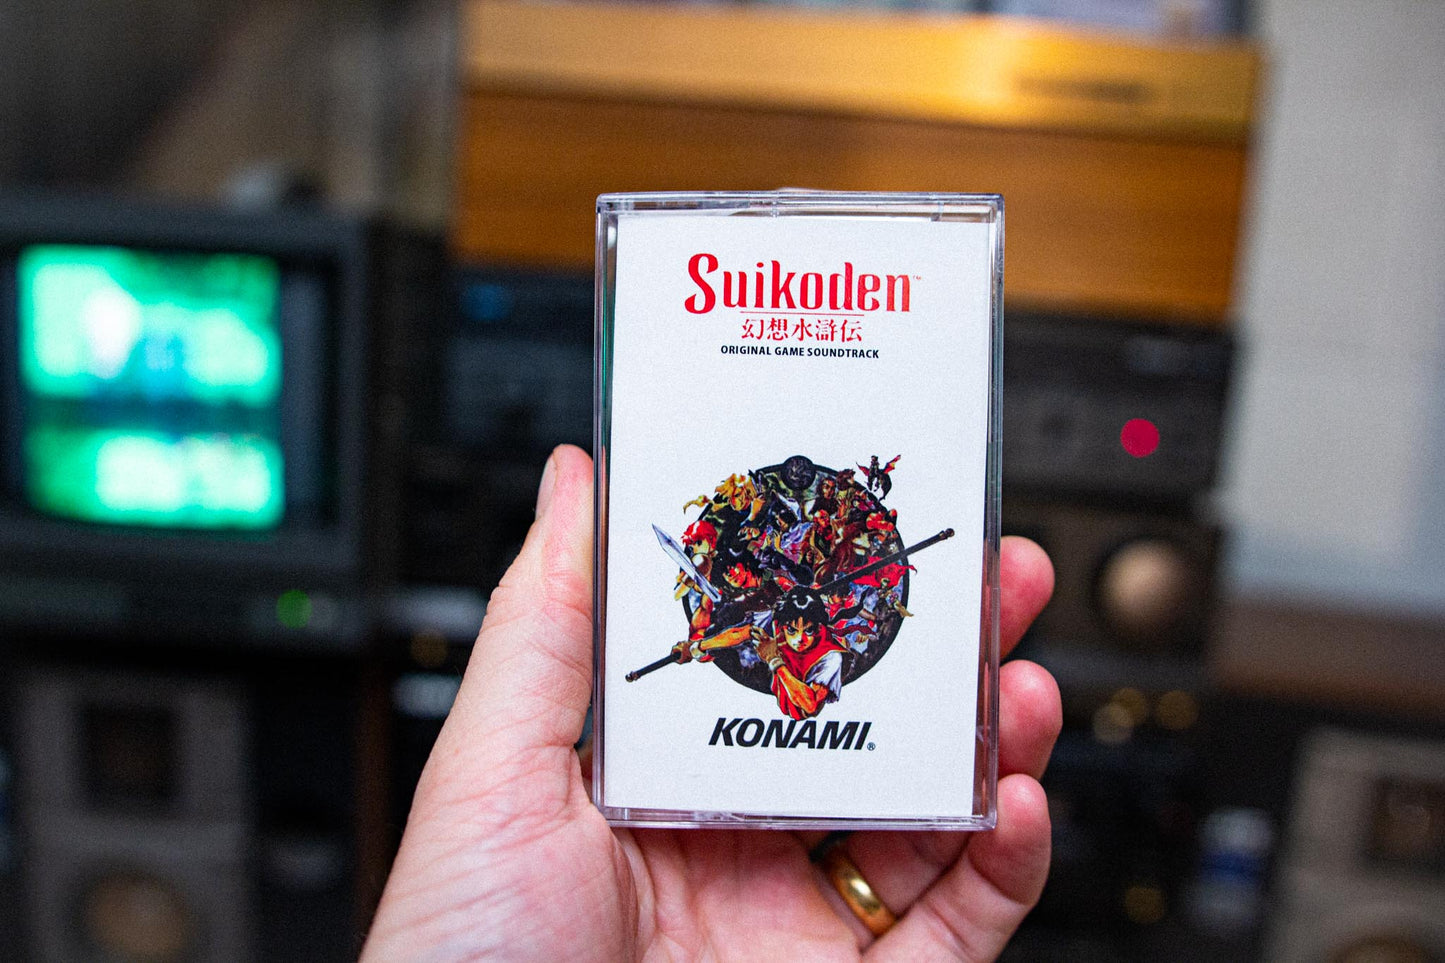 Suikoden™
幻想水滸伝
ORIGINAL GAME SOUNDTRACK
KONAMI®